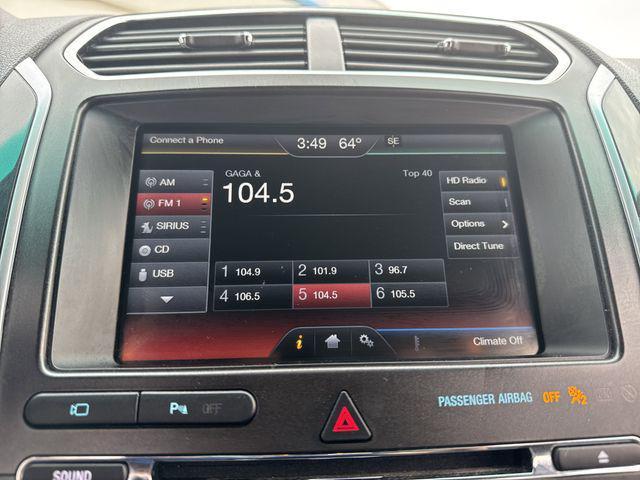 Connect a Phone 3:49 64° SE
AM
FM 1
SIRIUS
CD
USB
GAGA & Top 40
104.5
HD Radio
Scan
Options
Direct Tune
1 104.9 2 101.9 3 96.7
4 106.5 5 104.5 6 105.5
Climate Off
OFF
PASSENGER AIRBAG OFF
2
SOUND